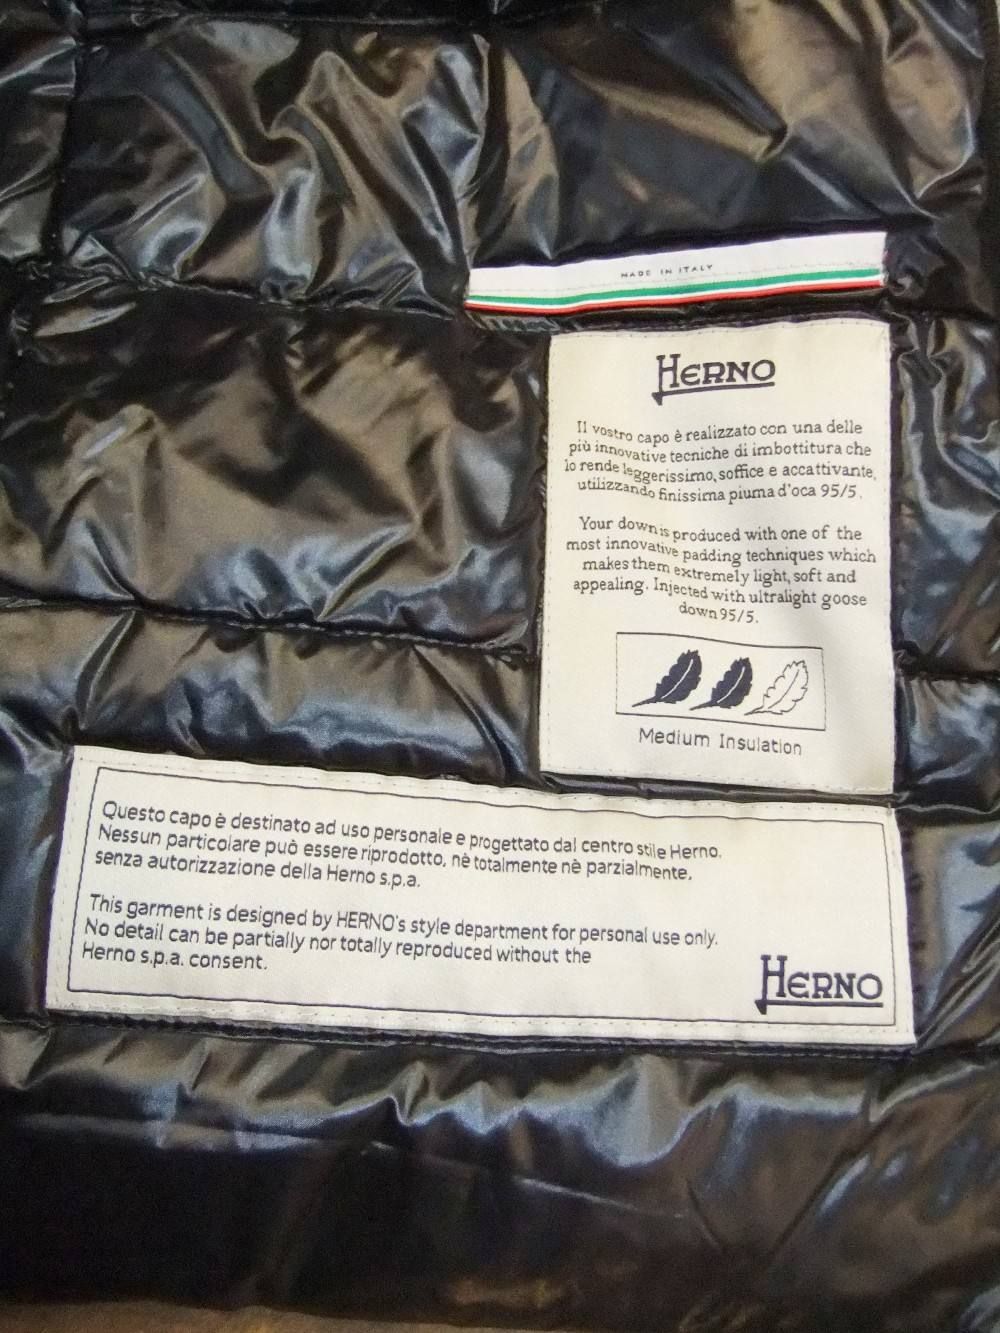 MADE IN ITALY
HERNO
Il vostro capo è realizzato con una delle
più innovative tecniche di imbottitura che
lo rende leggerissimo, soffice e accattivante,
utilizzando finissima piuma d'oca 95/5.
Your down is produced with one of the
most innovative padding techniques which
makes them extremely light, soft and
appealing. Injected with ultralight goose
down 95/5.
Medium Insulation
Questo capo è destinato ad uso personale e progettato dal centro stile Herno.
Nessun particolare può essere riprodotto, nè totalmente nè parzialmente,
senza autorizzazione della Herno s.p.a.
This garment is designed by HERNO's style department for personal use only.
No detail can be partially nor totally reproduced without the
Herno s.p.a. consent.
HERNO